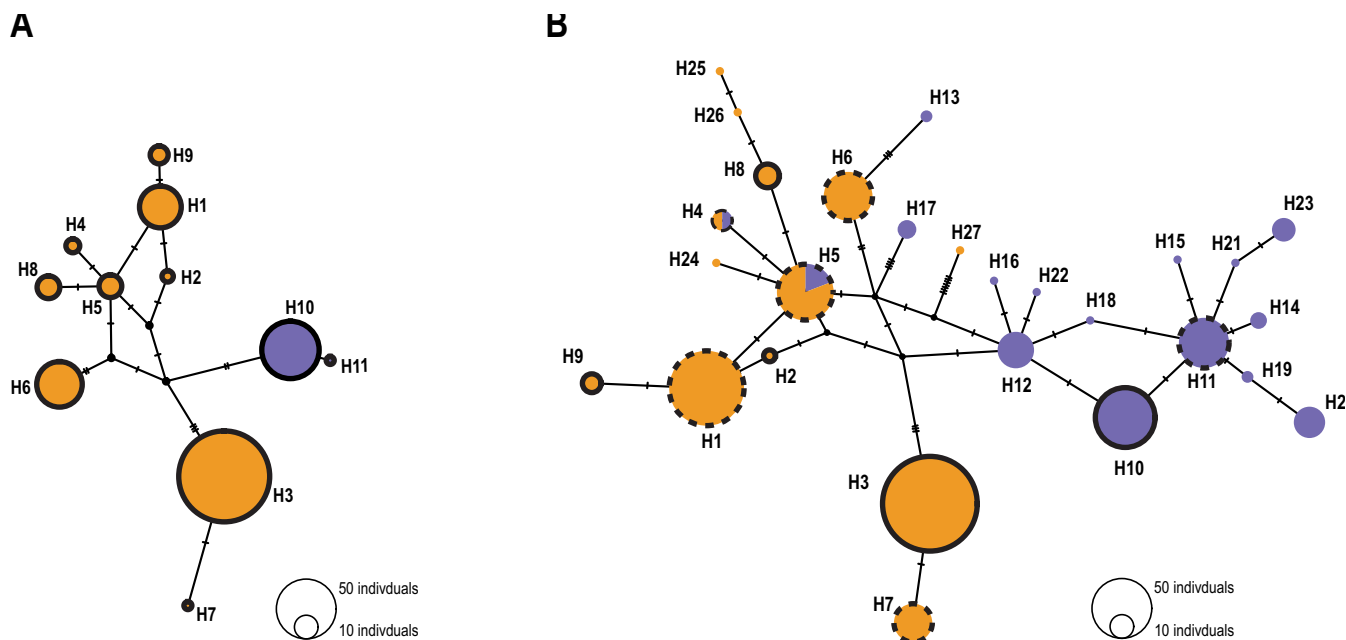 A
B
H25
H26
H13
H9
H8
H6
H1
H4
H17
H23
H4
H27
H15
H21
H8
H2
H24
H5
H16
H22
H5
H18
H14
H10
H9
H2
H12
H11
H19
H11
H6
H1
H2
H10
H3
H3
50 indivduals
50 indivduals
H7
H7
10 indivduals
10 indivduals